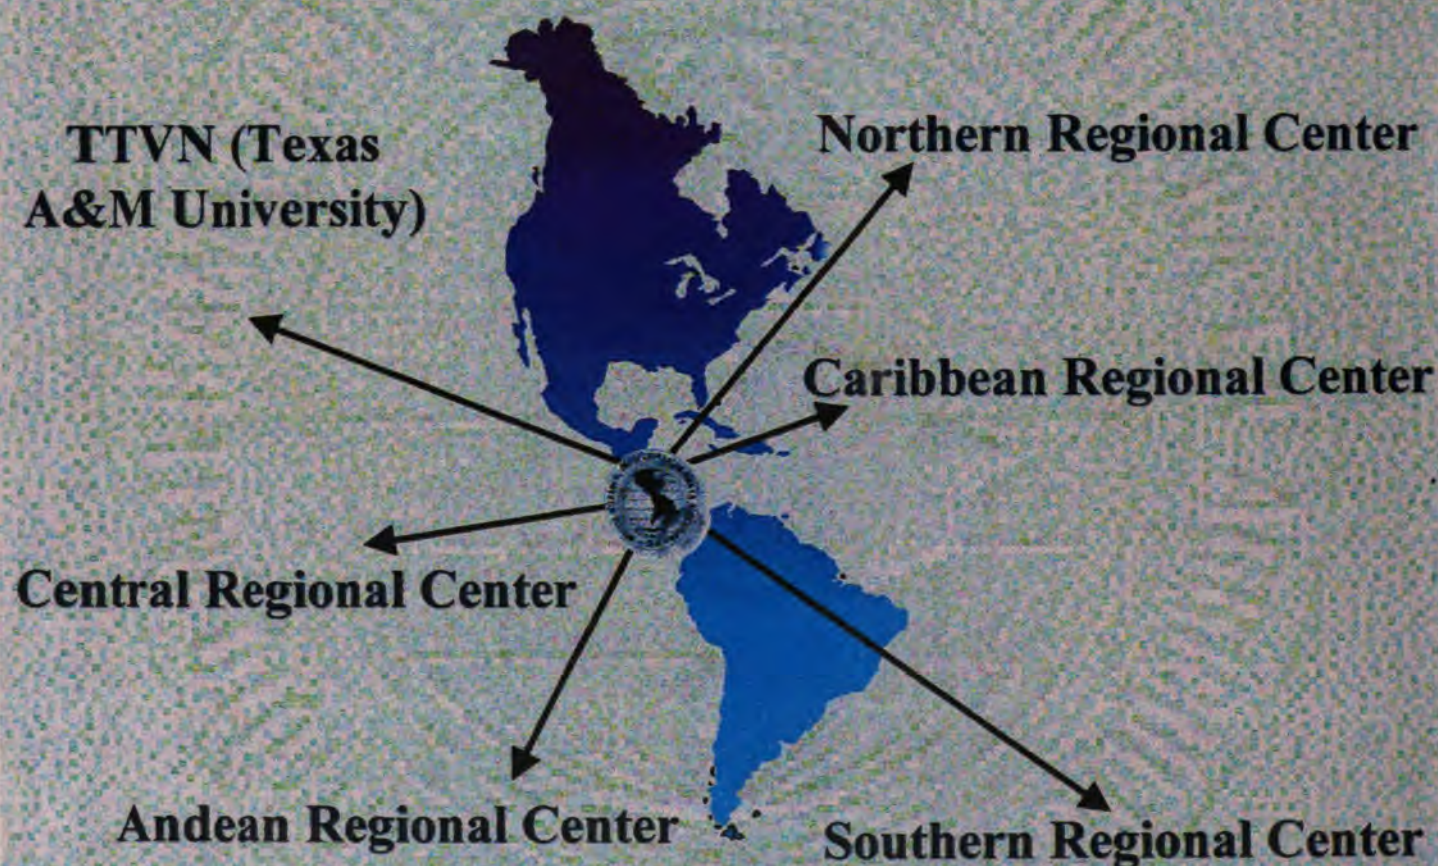 TTVN (Texas
A&M University)
Northern Regional Center
Caribbean Regional Center
Central Regional Center
Andean Regional Center
Southern Regional Center